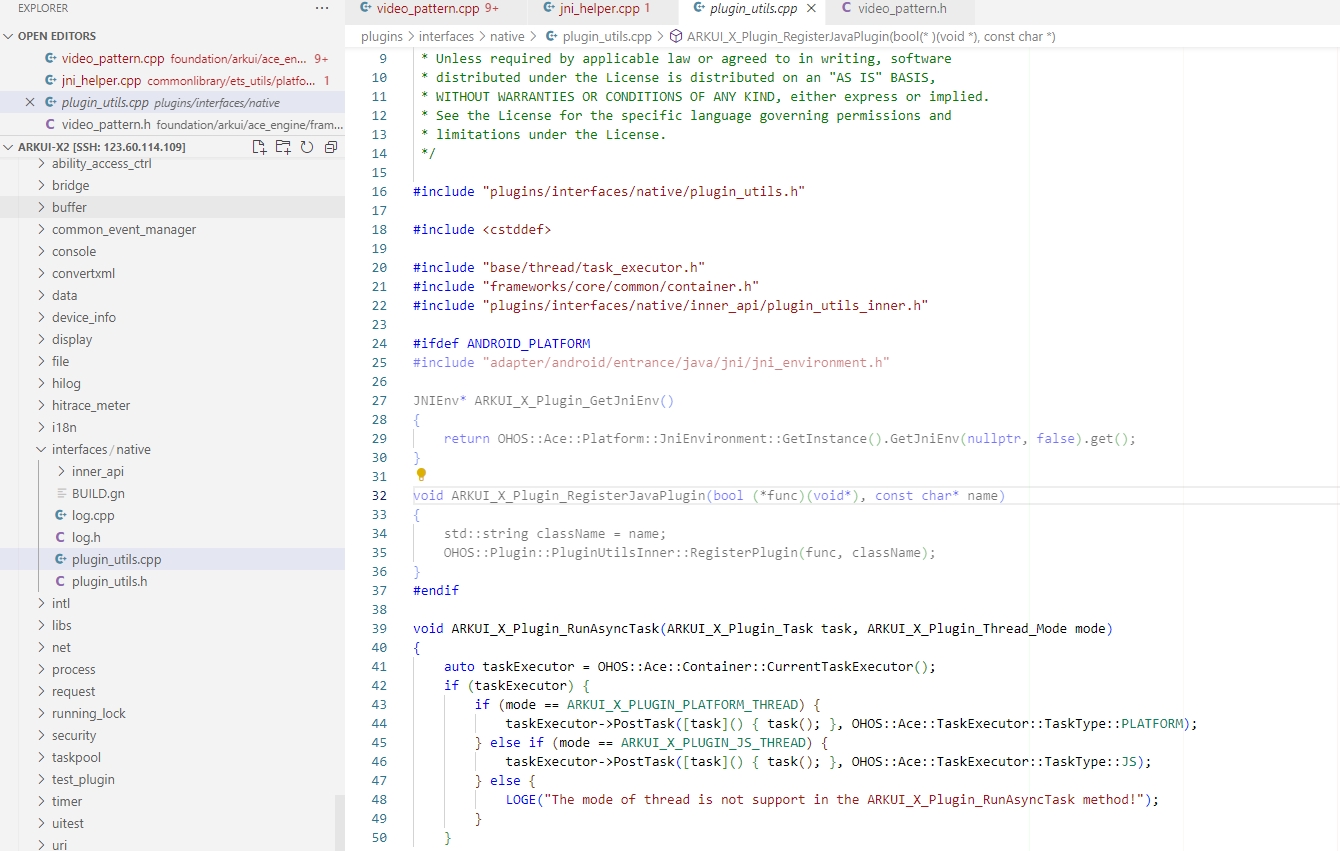 EXPLORER
OPEN EDITORS
video_pattern.cpp foundation/arkui/ace_en... 9+
jni_helper.cpp commonlibrary/ets_utils/platfo... 1
plugin_utils.cpp plugins/interfaces/native
video_pattern.h foundation/arkui/ace_engine/fram...
ARKUI-X2 [SSH: 123.60.114.109]
ability_access_ctrl
bridge
buffer
common_event_manager
console
convertxml
data
device_info
display
file
hilog
hitrace_meter
i18n
interfaces / native
inner_api
BUILD.gn
log.cpp
log.h
plugin_utils.cpp
plugin_utils.h
intl
libs
net
process
request
running_lock
security
taskpool
test_plugin
timer
uitest
uri
video_pattern.cpp 9+
jni_helper.cpp 1
plugin_utils.cpp
video_pattern.h
plugins > interfaces > native > plugin_utils.cpp > ARKUI_X_Plugin_RegisterJavaPlugin(bool(* )(void *), const char *)
9 * Unless required by applicable law or agreed to in writing, software
10 * distributed under the License is distributed on an "AS IS" BASIS,
11 * WITHOUT WARRANTIES OR CONDITIONS OF ANY KIND, either express or implied.
12 * See the License for the specific language governing permissions and
13 * limitations under the License.
14 */
15
16 #include "plugins/interfaces/native/plugin_utils.h"
17
18 #include <cstddef>
19
20 #include "base/thread/task_executor.h"
21 #include "frameworks/core/common/container.h"
22 #include "plugins/interfaces/native/inner_api/plugin_utils_inner.h"
23
24 #ifdef ANDROID_PLATFORM
25 #include "adapter/android/entrance/java/jni/jni_environment.h"
26
27 JNIEnv* ARKUI_X_Plugin_GetJniEnv()
28 {
29 return OHOS::Ace::Platform::JniEnvironment::GetInstance().GetJniEnv(nullptr, false).get();
30 }
31
32 void ARKUI_X_Plugin_RegisterJavaPlugin(bool (*func)(void*), const char* name)
33 {
34 std::string className = name;
35 OHOS::Plugin::PluginUtilsInner::RegisterPlugin(func, className);
36 }
37 #endif
38
39 void ARKUI_X_Plugin_RunAsyncTask(ARKUI_X_Plugin_Task task, ARKUI_X_Plugin_Thread_Mode mode)
40 {
41 auto taskExecutor = OHOS::Ace::Container::CurrentTaskExecutor();
42 if (taskExecutor) {
43 if (mode == ARKUI_X_PLUGIN_PLATFORM_THREAD) {
44 taskExecutor->PostTask([task]() { task(); }, OHOS::Ace::TaskExecutor::TaskType::PLATFORM);
45 } else if (mode == ARKUI_X_PLUGIN_JS_THREAD) {
46 taskExecutor->PostTask([task]() { task(); }, OHOS::Ace::TaskExecutor::TaskType::JS);
47 } else {
48 LOGE("The mode of thread is not support in the ARKUI_X_Plugin_RunAsyncTask method!");
49 }
50 }